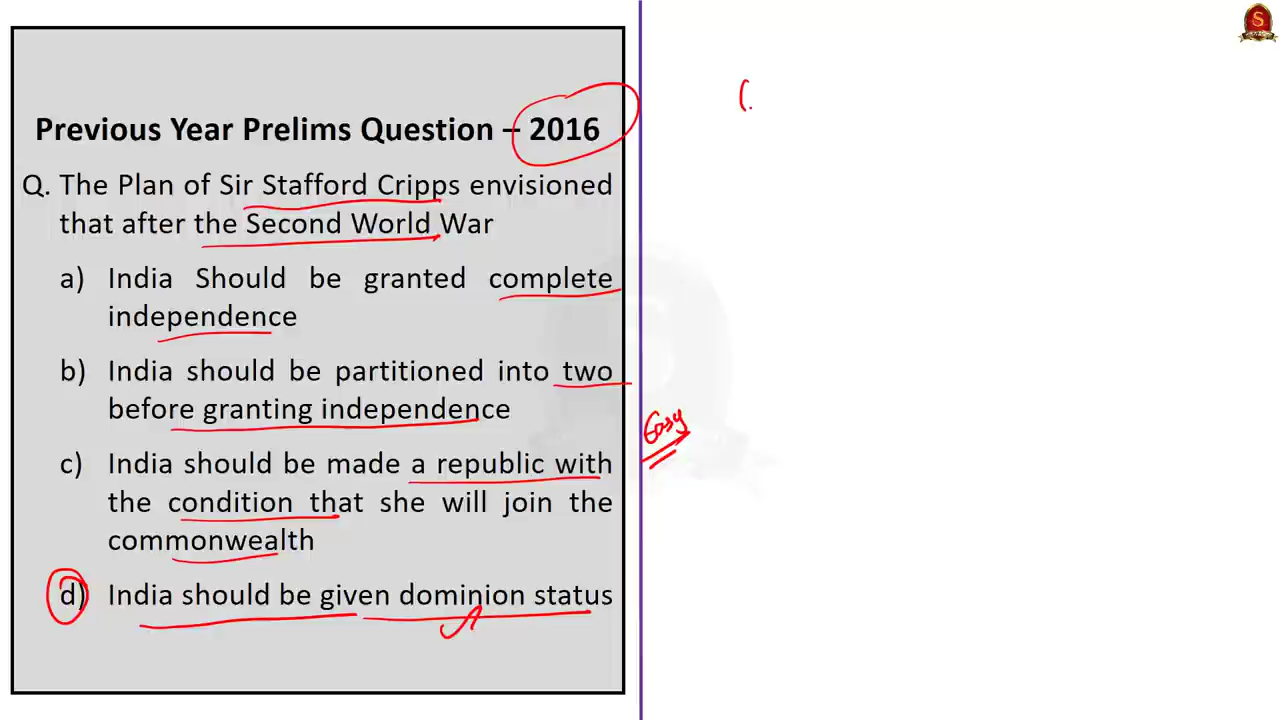 Previous Year Prelims Question – 2016
Q. The Plan of Sir Stafford Cripps envisioned
that after the Second World War
a) India Should be granted complete
independence
b) India should be partitioned into two
before granting independence
c) India should be made a republic with
the condition that she will join the
commonwealth
d) India should be given dominion status
Easy
S